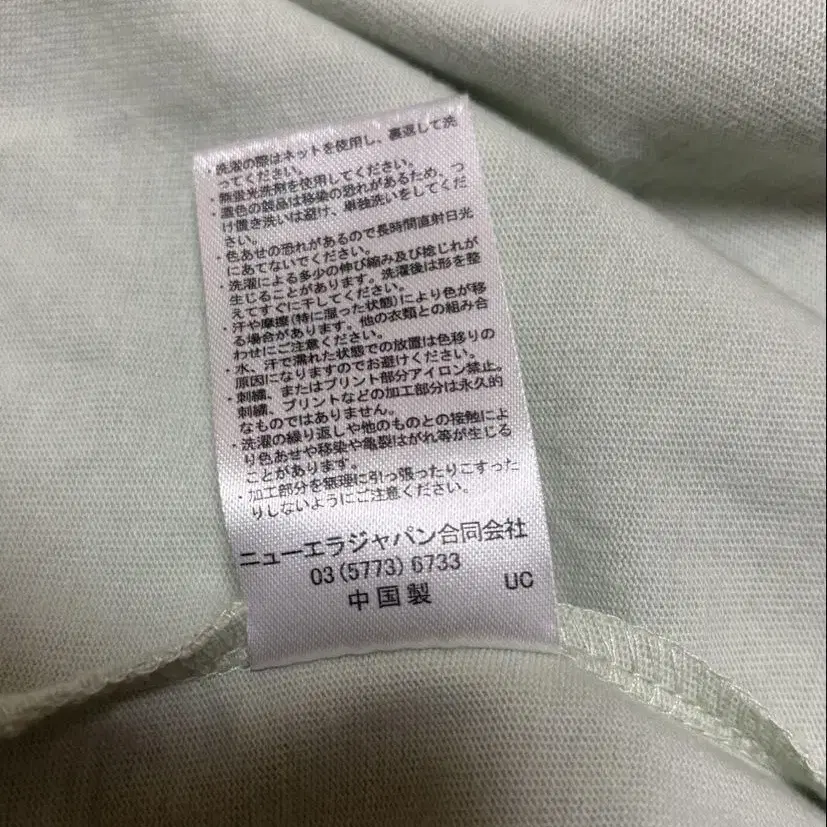 ・洗濯の際はネットを使用し、裏返して洗
ってください。
・無蛍光洗剤を使用してください。
・濃色の製品は移染の恐れがあるため、つ
け置き洗いは避け、単独洗いをしてくだ
さい。
・色あせの恐れがあるので長時間直射日光
にあてないでください。
・洗濯による多少の伸び縮み及び捻じれが
生じることがあります。洗濯後は形を整
えてすぐに干してください。
・汗や摩擦(特に湿った状態)により色が移
る場合があります。他の衣類との組み合
わせにご注意ください。
・水、汗で濡れた状態での放置は色移りの
原因になりますのでお避けください。
・刺繍、またはプリント部分アイロン禁止。
刺繍、プリントなどの加工部分は永久的
なものではありません。
・洗濯の繰り返しや他のものとの接触によ
り色あせや移染や亀裂はがれ等が生じる
ことがあります。
・加工部分を無理に引っ張ったりこすった
りしないようにご注意ください。
ニューエラジャパン合同会社
03(5773)6733
中国製 UC